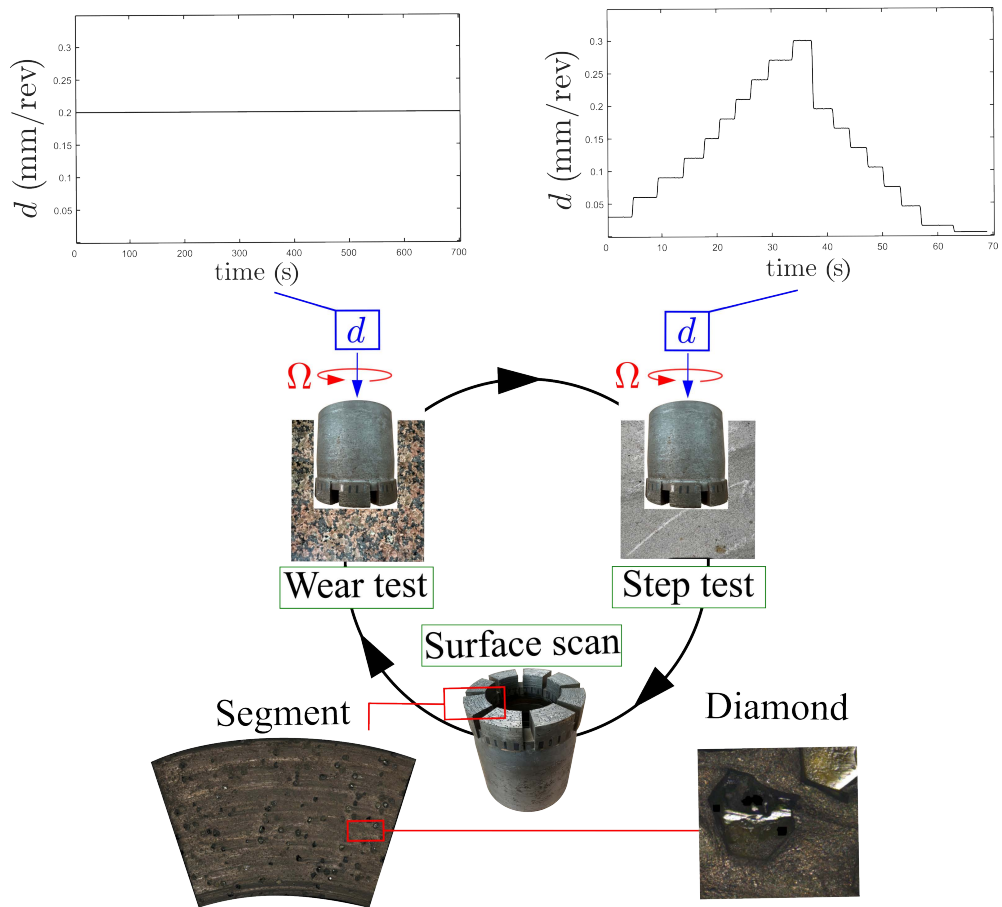 0.3
0.25
0.2
0.15
0.1
0.05
d (mm/rev)
0 100 200 300 400 500 600 700
time (s)
0.3
0.25
0.2
0.15
0.1
0.05
d (mm/rev)
0 10 20 30 40 50 60 70
time (s)
d
Ω
d
Ω
Wear test
Step test
Surface scan
Segment
Diamond